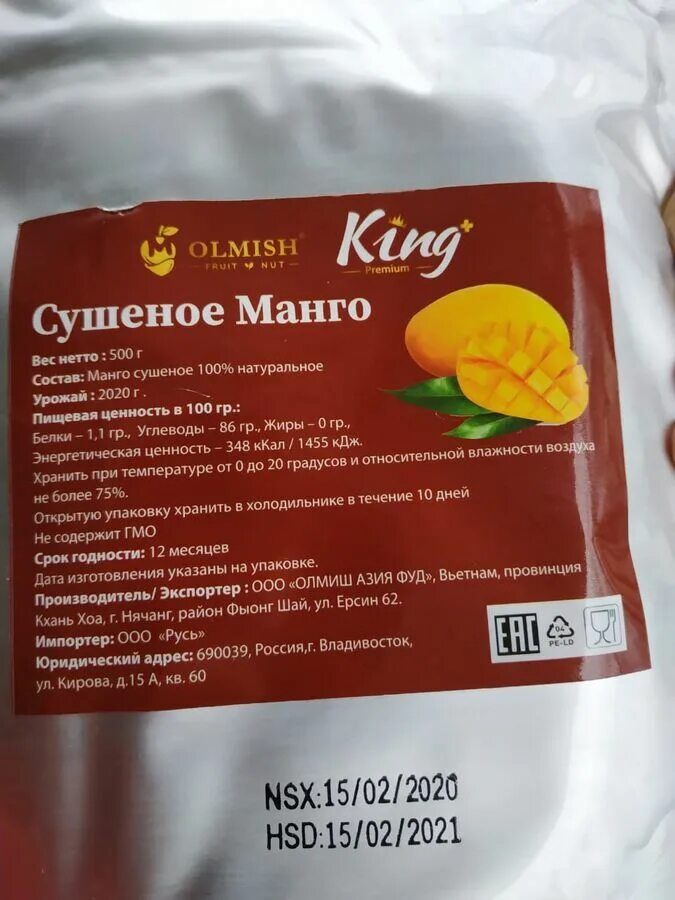 OLMISH®
FRUIT NUT
King+
Premium
Сушеное Манго
Вес нетто : 500 г
Состав: Манго сушеное 100% натуральное
Урожай : 2020 г .
Пищевая ценность в 100 гр.:
Белки – 1,1 гр., Углеводы – 86 гр., Жиры – 0 гр.,
Энергетическая ценность – 348 кКал / 1455 кДж.
Хранить при температуре от 0 до 20 градусов и относительной влажности воздуха
не более 75%.
Открытую упаковку хранить в холодильнике в течение 10 дней
Не содержит ГМО
Срок годности: 12 месяцев
Дата изготовления указаны на упаковке.
Производитель/ Экспортер : ООО «ОЛМИШ АЗИЯ ФУД», Вьетнам, провинция
Кхань Хоа, г. Нячанг, район Фыонг Шай, ул. Ерсин 62.
Импортер: ООО «Русь»
Юридический адрес: 690039, Россия,г. Владивосток,
ул. Кирова, д.15 А, кв. 60
EAC
04
PE-LD
NSX:15/02/2020
HSD:15/02/2021